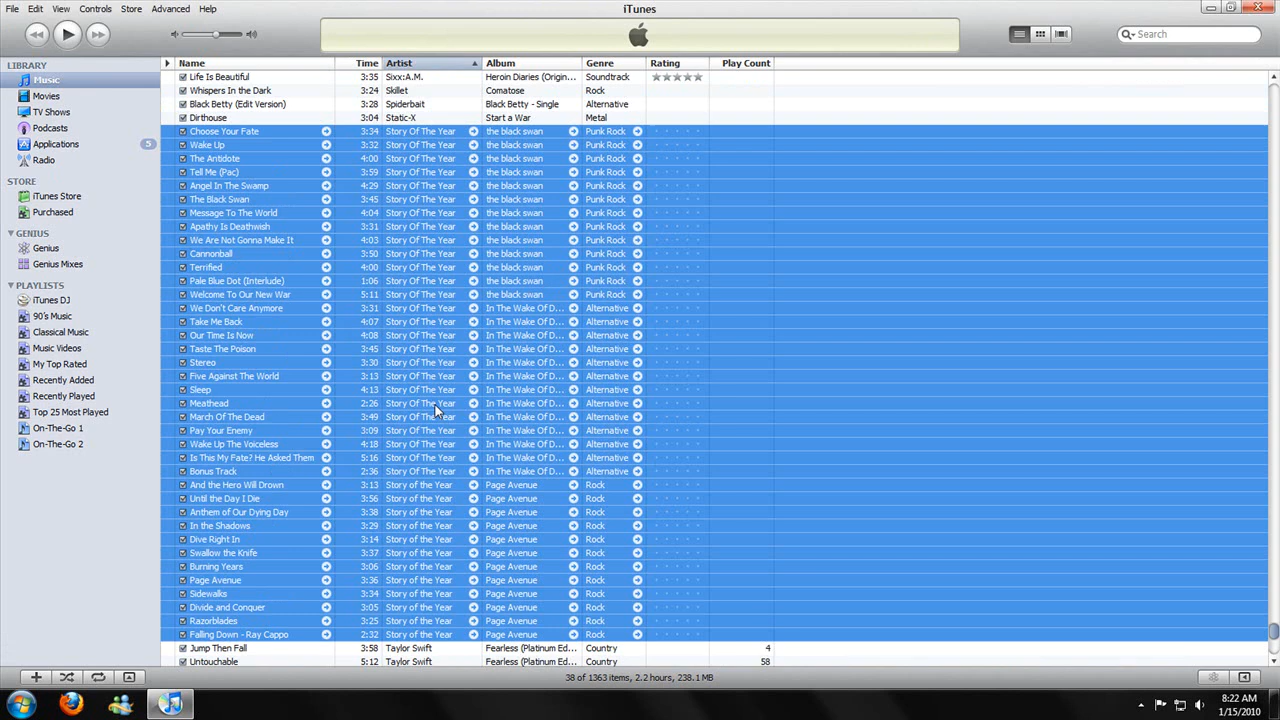 File Edit View Controls Store Advanced Help iTunes
Search
LIBRARY
Music
Movies
TV Shows
Podcasts
Applications 5
Radio
STORE
iTunes Store
Purchased
GENIUS
Genius
Genius Mixes
PLAYLISTS
iTunes DJ
90's Music
Classical Music
Music Videos
My Top Rated
Recently Added
Recently Played
Top 25 Most Played
On-The-Go 1
On-The-Go 2
Name Time Artist Album Genre Rating Play Count
Life Is Beautiful 3:35 Sixx:A.M. Heroin Diaries (Origin... Soundtrack ★★★★★
Whispers In the Dark 3:24 Skillet Comatose Rock
Black Betty (Edit Version) 3:28 Spiderbait Black Betty - Single Alternative
Dirthouse 3:04 Static-X Start a War Metal
Choose Your Fate 3:34 Story Of The Year the black swan Punk Rock
Wake Up 3:32 Story Of The Year the black swan Punk Rock
The Antidote 4:00 Story Of The Year the black swan Punk Rock
Tell Me (Pac) 3:59 Story Of The Year the black swan Punk Rock
Angel In The Swamp 4:29 Story Of The Year the black swan Punk Rock
The Black Swan 3:45 Story Of The Year the black swan Punk Rock
Message To The World 4:04 Story Of The Year the black swan Punk Rock
Apathy Is Deathwish 3:31 Story Of The Year the black swan Punk Rock
We Are Not Gonna Make It 4:03 Story Of The Year the black swan Punk Rock
Cannonball 3:50 Story Of The Year the black swan Punk Rock
Terrified 4:00 Story Of The Year the black swan Punk Rock
Pale Blue Dot (Interlude) 1:06 Story Of The Year the black swan Punk Rock
Welcome To Our New War 5:11 Story Of The Year the black swan Punk Rock
We Don't Care Anymore 3:31 Story Of The Year In The Wake Of D... Alternative
Take Me Back 4:07 Story Of The Year In The Wake Of D... Alternative
Our Time Is Now 4:08 Story Of The Year In The Wake Of D... Alternative
Taste The Poison 3:45 Story Of The Year In The Wake Of D... Alternative
Stereo 3:30 Story Of The Year In The Wake Of D... Alternative
Five Against The World 3:13 Story Of The Year In The Wake Of D... Alternative
Sleep 4:13 Story Of The Year In The Wake Of D... Alternative
Meathead 2:26 Story Of The Year In The Wake Of D... Alternative
March Of The Dead 3:49 Story Of The Year In The Wake Of D... Alternative
Pay Your Enemy 3:09 Story Of The Year In The Wake Of D... Alternative
Wake Up The Voiceless 4:18 Story Of The Year In The Wake Of D... Alternative
Is This My Fate? He Asked Them 5:16 Story Of The Year In The Wake Of D... Alternative
Bonus Track 2:36 Story Of The Year In The Wake Of D... Alternative
And the Hero Will Drown 3:13 Story of the Year Page Avenue Rock
Until the Day I Die 3:56 Story of the Year Page Avenue Rock
Anthem of Our Dying Day 3:38 Story of the Year Page Avenue Rock
In the Shadows 3:29 Story of the Year Page Avenue Rock
Dive Right In 3:14 Story of the Year Page Avenue Rock
Swallow the Knife 3:37 Story of the Year Page Avenue Rock
Burning Years 3:06 Story of the Year Page Avenue Rock
Page Avenue 3:36 Story of the Year Page Avenue Rock
Sidewalks 3:34 Story of the Year Page Avenue Rock
Divide and Conquer 3:05 Story of the Year Page Avenue Rock
Razorblades 3:25 Story of the Year Page Avenue Rock
Falling Down - Ray Cappo 2:32 Story of the Year Page Avenue Rock
Jump Then Fall 3:58 Taylor Swift Fearless (Platinum Ed... Country 4
Untouchable 5:12 Taylor Swift Fearless (Platinum Ed... Country 58
38 of 1363 items, 2.2 hours, 238.1 MB
8:22 AM
1/15/2010